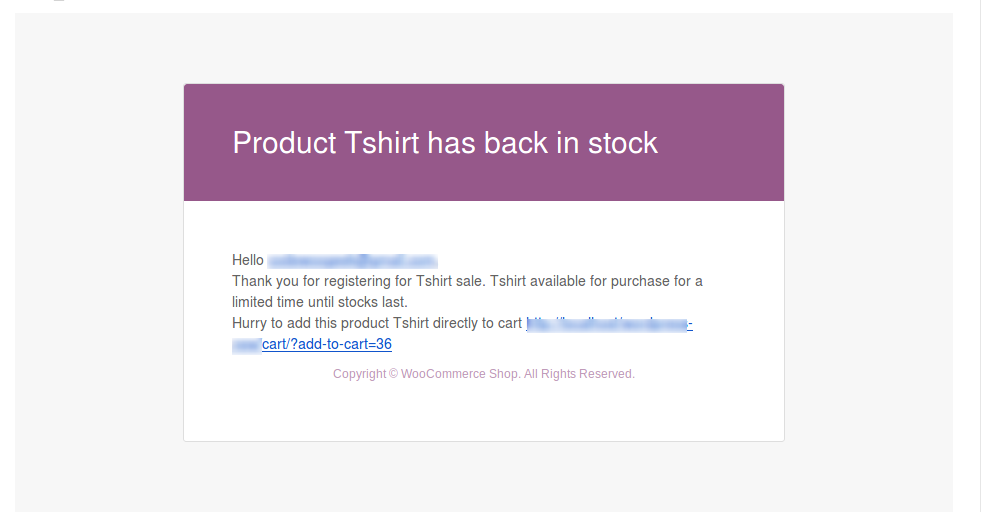 Product Tshirt has back in stock
Hello
Thank you for registering for Tshirt sale. Tshirt available for purchase for a
limited time until stocks last.
Hurry to add this product Tshirt directly to cart
cart/?add-to-cart=36
Copyright © WooCommerce Shop. All Rights Reserved.